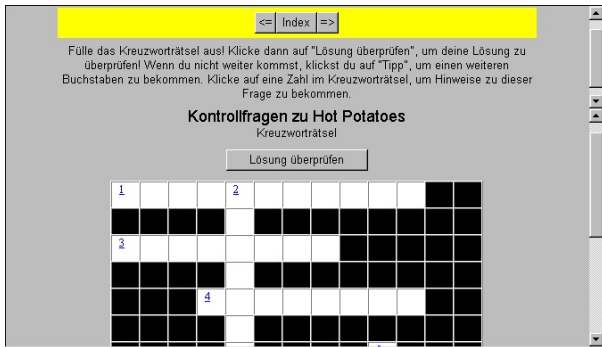 <= Index =>
Fülle das Kreuzworträtsel aus! Klicke dann auf "Lösung überprüfen", um deine Lösung zu
überprüfen! Wenn du nicht weiter kommst, klickst du auf "Tipp", um einen weiteren
Buchstaben zu bekommen. Klicke auf eine Zahl im Kreuzworträtsel, um Hinweise zu dieser
Frage zu bekommen.
Kontrollfragen zu Hot Potatoes
Kreuzworträtsel
Lösung überprüfen
1 2
3
4